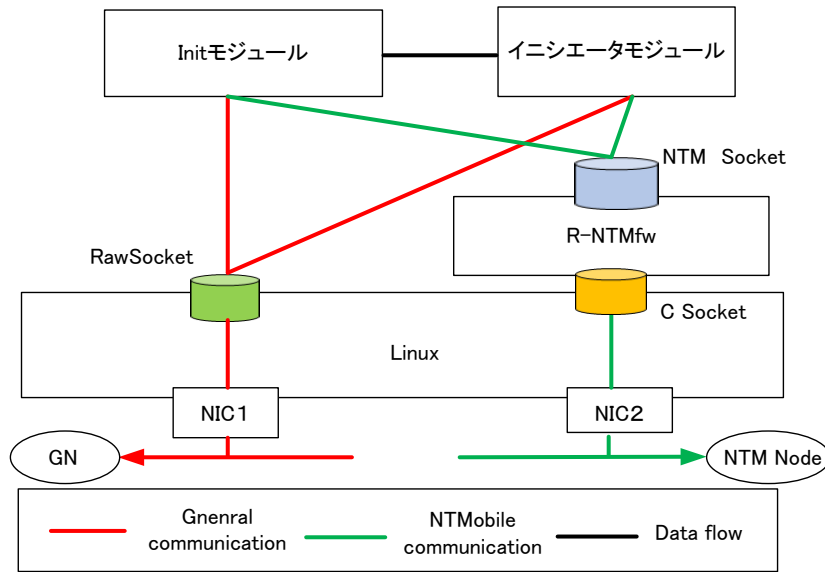 Initモジュール
イニシエータモジュール
NTM Socket
R-NTMfw
RawSocket
C Socket
Linux
NIC1
NIC2
GN
NTM Node
Gnenral
communication
NTMobile
communication
Data flow